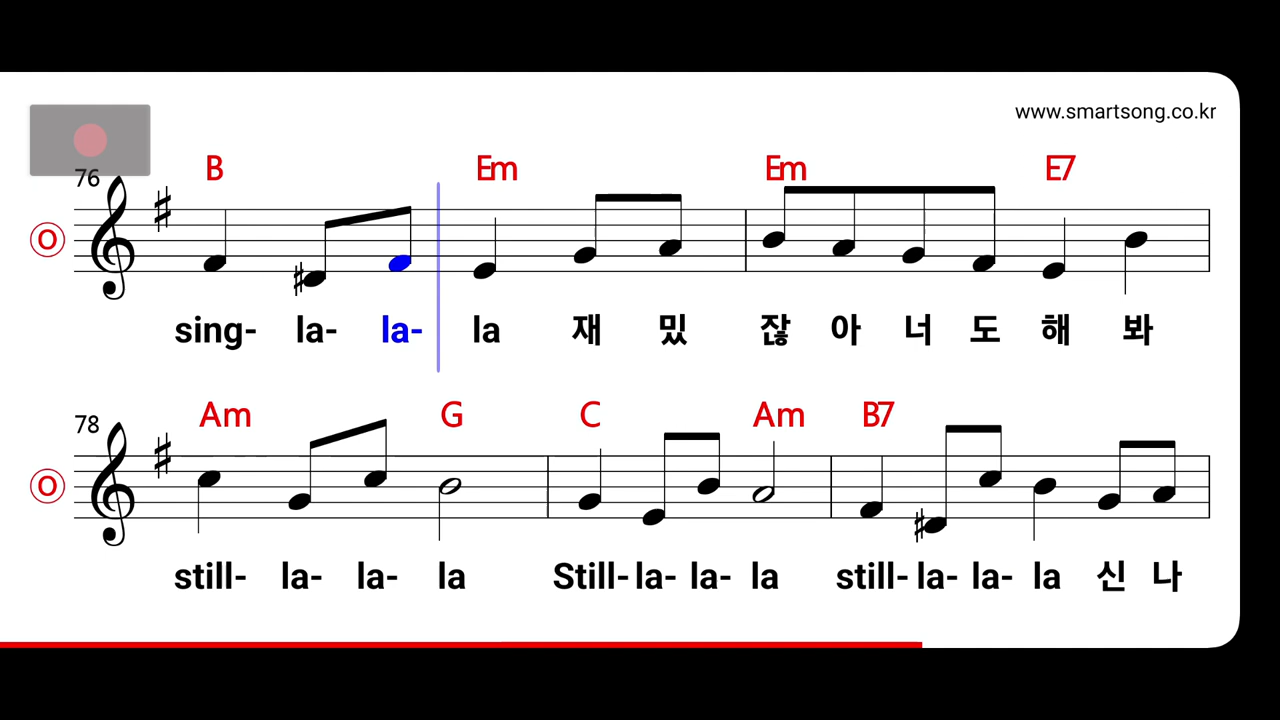 www.smartsong.co.kr
B Em Em E7
76
O
sing- la- la- la 재 밌 잖 아 너 도 해 봐
Am G C Am B7
78
O
still- la- la- la Still- la- la- la still- la- la- la 신 나